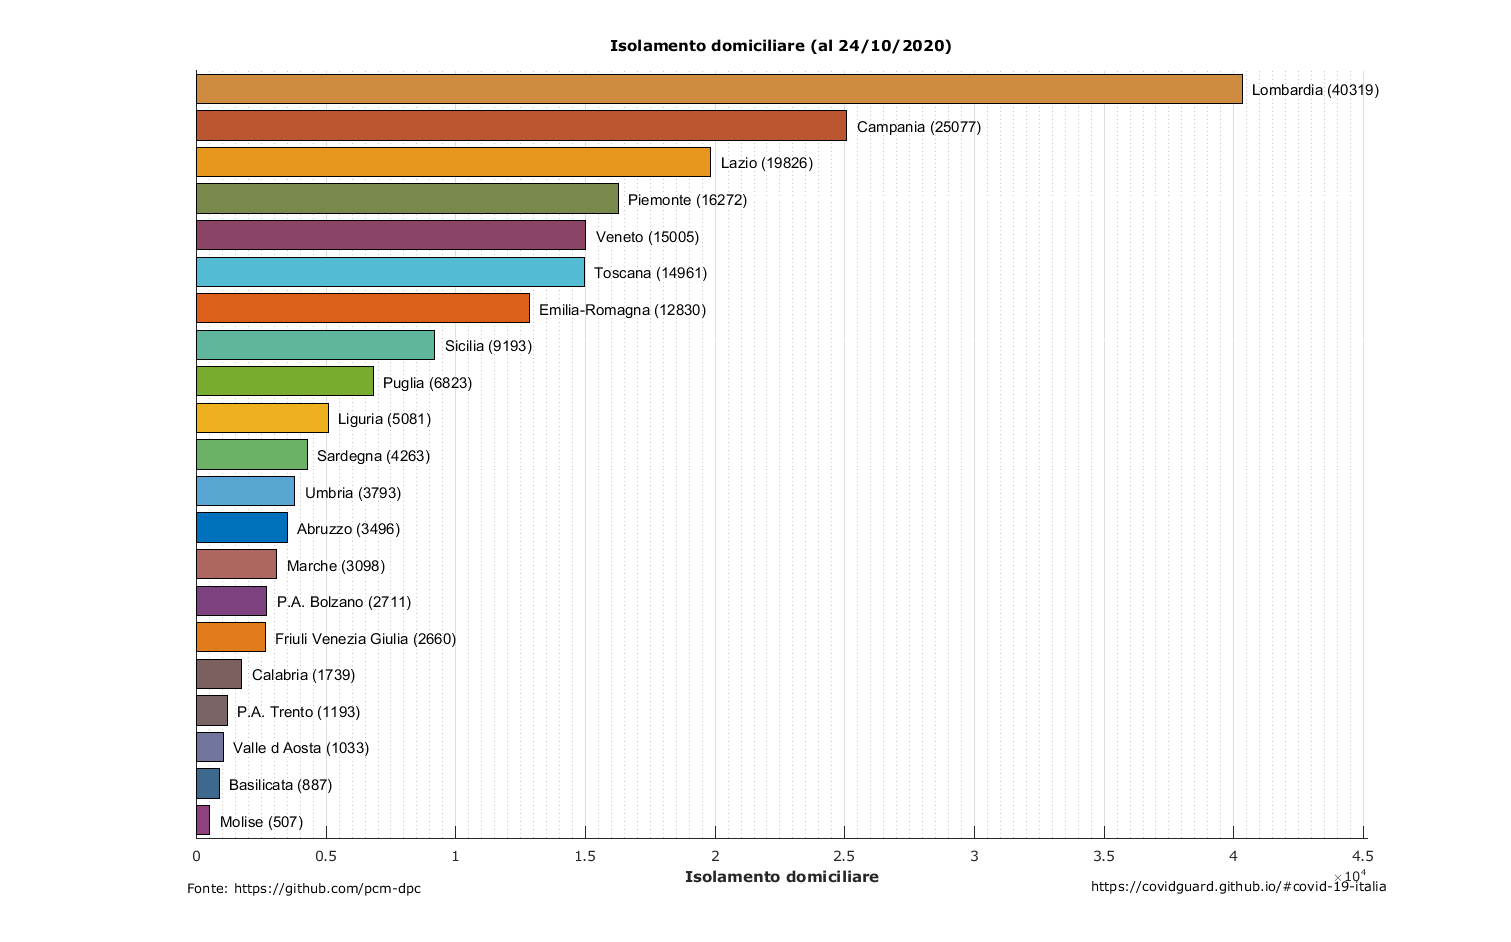 Isolamento domiciliare (al 24/10/2020)
Lombardia (40319)
Campania (25077)
Lazio (19826)
Piemonte (16272)
Veneto (15005)
Toscana (14961)
Emilia-Romagna (12830)
Sicilia (9193)
Puglia (6823)
Liguria (5081)
Sardegna (4263)
Umbria (3793)
Abruzzo (3496)
Marche (3098)
P.A. Bolzano (2711)
Friuli Venezia Giulia (2660)
Calabria (1739)
P.A. Trento (1193)
Valle d Aosta (1033)
Basilicata (887)
Molise (507)
0 0.5 1 1.5 2 2.5 3 3.5 4 4.5
×10⁴
Isolamento domiciliare
Fonte: https://github.com/pcm-dpc
https://covidguard.github.io/#covid-19-italia